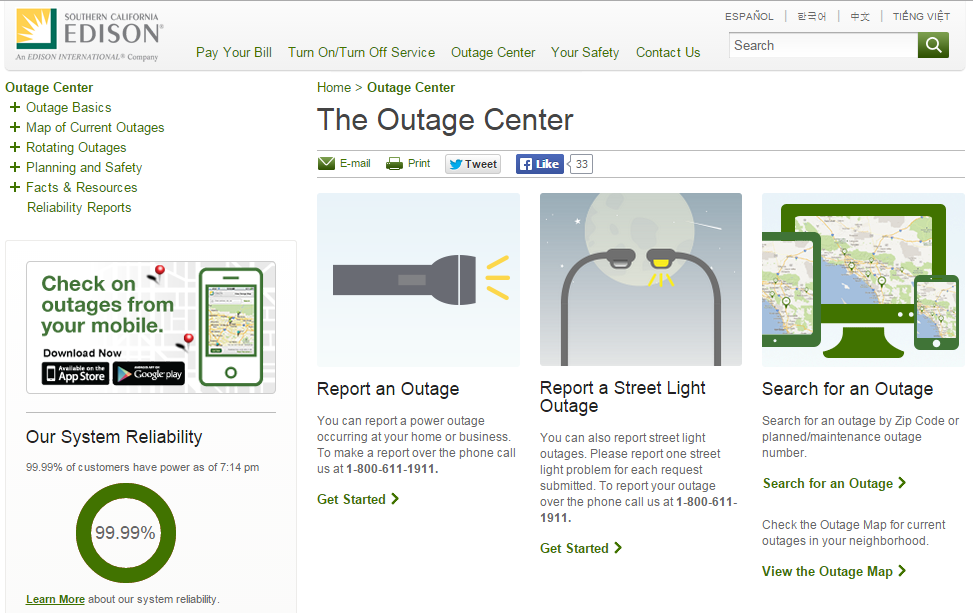 SOUTHERN CALIFORNIA
EDISON®
An EDISON INTERNATIONAL® Company
Pay Your Bill
Turn On/Turn Off Service
Outage Center
Your Safety
Contact Us
ESPAÑOL
한국어
中文
TIẾNG VIỆT
Search
Outage Center
+ Outage Basics
+ Map of Current Outages
+ Rotating Outages
+ Planning and Safety
+ Facts & Resources
Reliability Reports
Check on
outages from
your mobile.
Download Now
Available on the
App Store
ANDROID APP ON
Google play
Our System Reliability
99.99% of customers have power as of 7:14 pm
99.99%
Learn More about our system reliability.
Home > Outage Center
The Outage Center
E-mail
Print
Tweet
Like
33
Report an Outage
You can report a power outage
occurring at your home or business.
To make a report over the phone call
us at 1-800-611-1911.
Get Started
Report a Street Light
Outage
You can also report street light
outages. Please report one street
light problem for each request
submitted. To report your outage
over the phone call us at 1-800-611-
1911.
Get Started
Search for an Outage
Search for an outage by Zip Code or
planned/maintenance outage
number.
Search for an Outage
Check the Outage Map for current
outages in your neighborhood.
View the Outage Map